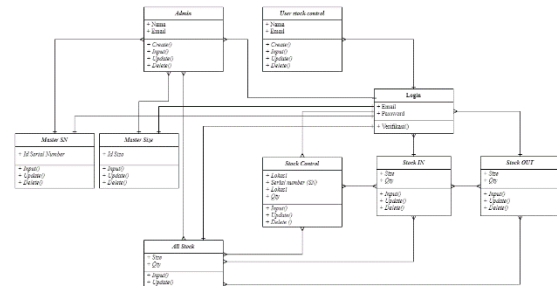 Admin
+ Nama
+ Email
+ Create()
+ Input()
+ Update()
+ Delete()
User stock control
+ Nama
+ Email
+ Create()
+ Input()
+ Update()
+ Delete()
Login
+ Email
+ Password
+ Verifikasi()
Master SN
+ Id Serial Number
+ Input()
+ Update()
+ Delete()
Master Size
+ Id Size
+ Input()
+ Update()
+ Delete()
Stock Control
+ Lokasi
+ Serial number (SN)
+ Lokasi
+ Qty
+ Input()
+ Update()
+ Delete ()
Stock IN
+ Size
+ Qty
+ Input()
+ Update()
+ Delete()
Stock OUT
+ Size
+ Qty
+ Input()
+ Update()
+ Delete()
All Stock
+ Size
+ Qty
+ Input()
+ Update()